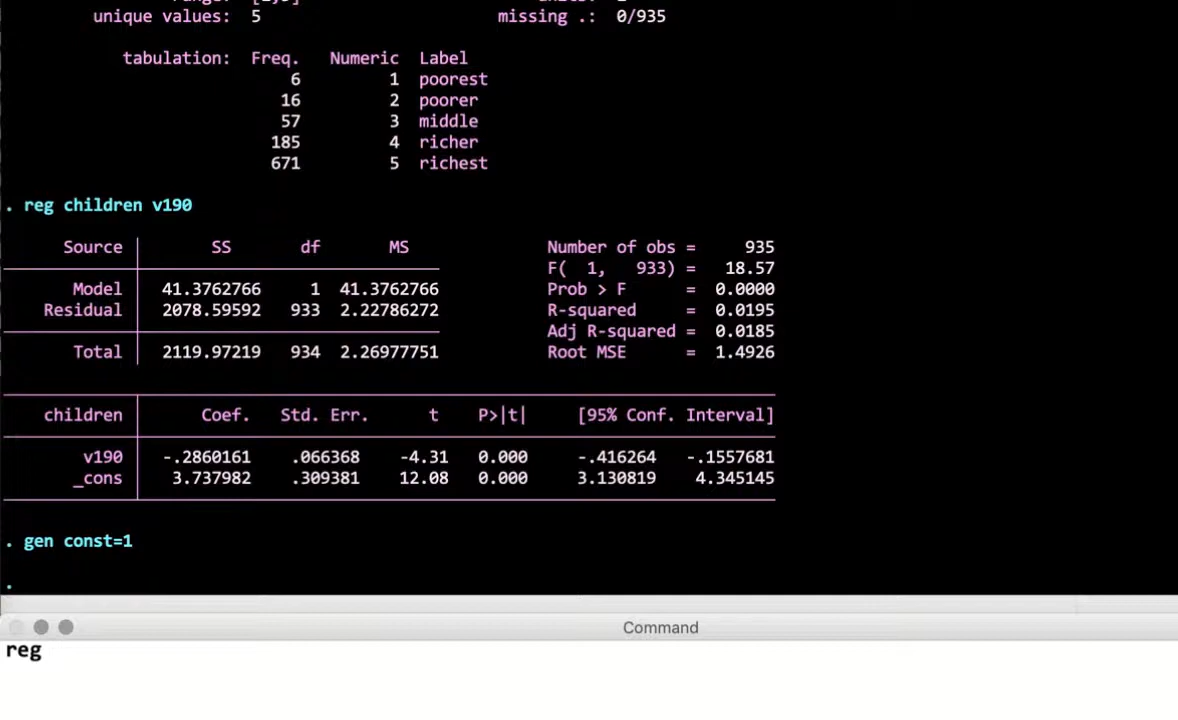 unique values: 5 missing .: 0/935
tabulation: Freq. Numeric Label
6 1 poorest
16 2 poorer
57 3 middle
185 4 richer
671 5 richest
. reg children v190
Source SS df MS Number of obs = 935
F( 1, 933) = 18.57
Model 41.3762766 1 41.3762766 Prob > F = 0.0000
Residual 2078.59592 933 2.22786272 R-squared = 0.0195
Adj R-squared = 0.0185
Total 2119.97219 934 2.26977751 Root MSE = 1.4926
children Coef. Std. Err. t P>|t| [95% Conf. Interval]
v190 -.2860161 .066368 -4.31 0.000 -.416264 -.1557681
_cons 3.737982 .309381 12.08 0.000 3.130819 4.345145
. gen const=1
.
Command
reg